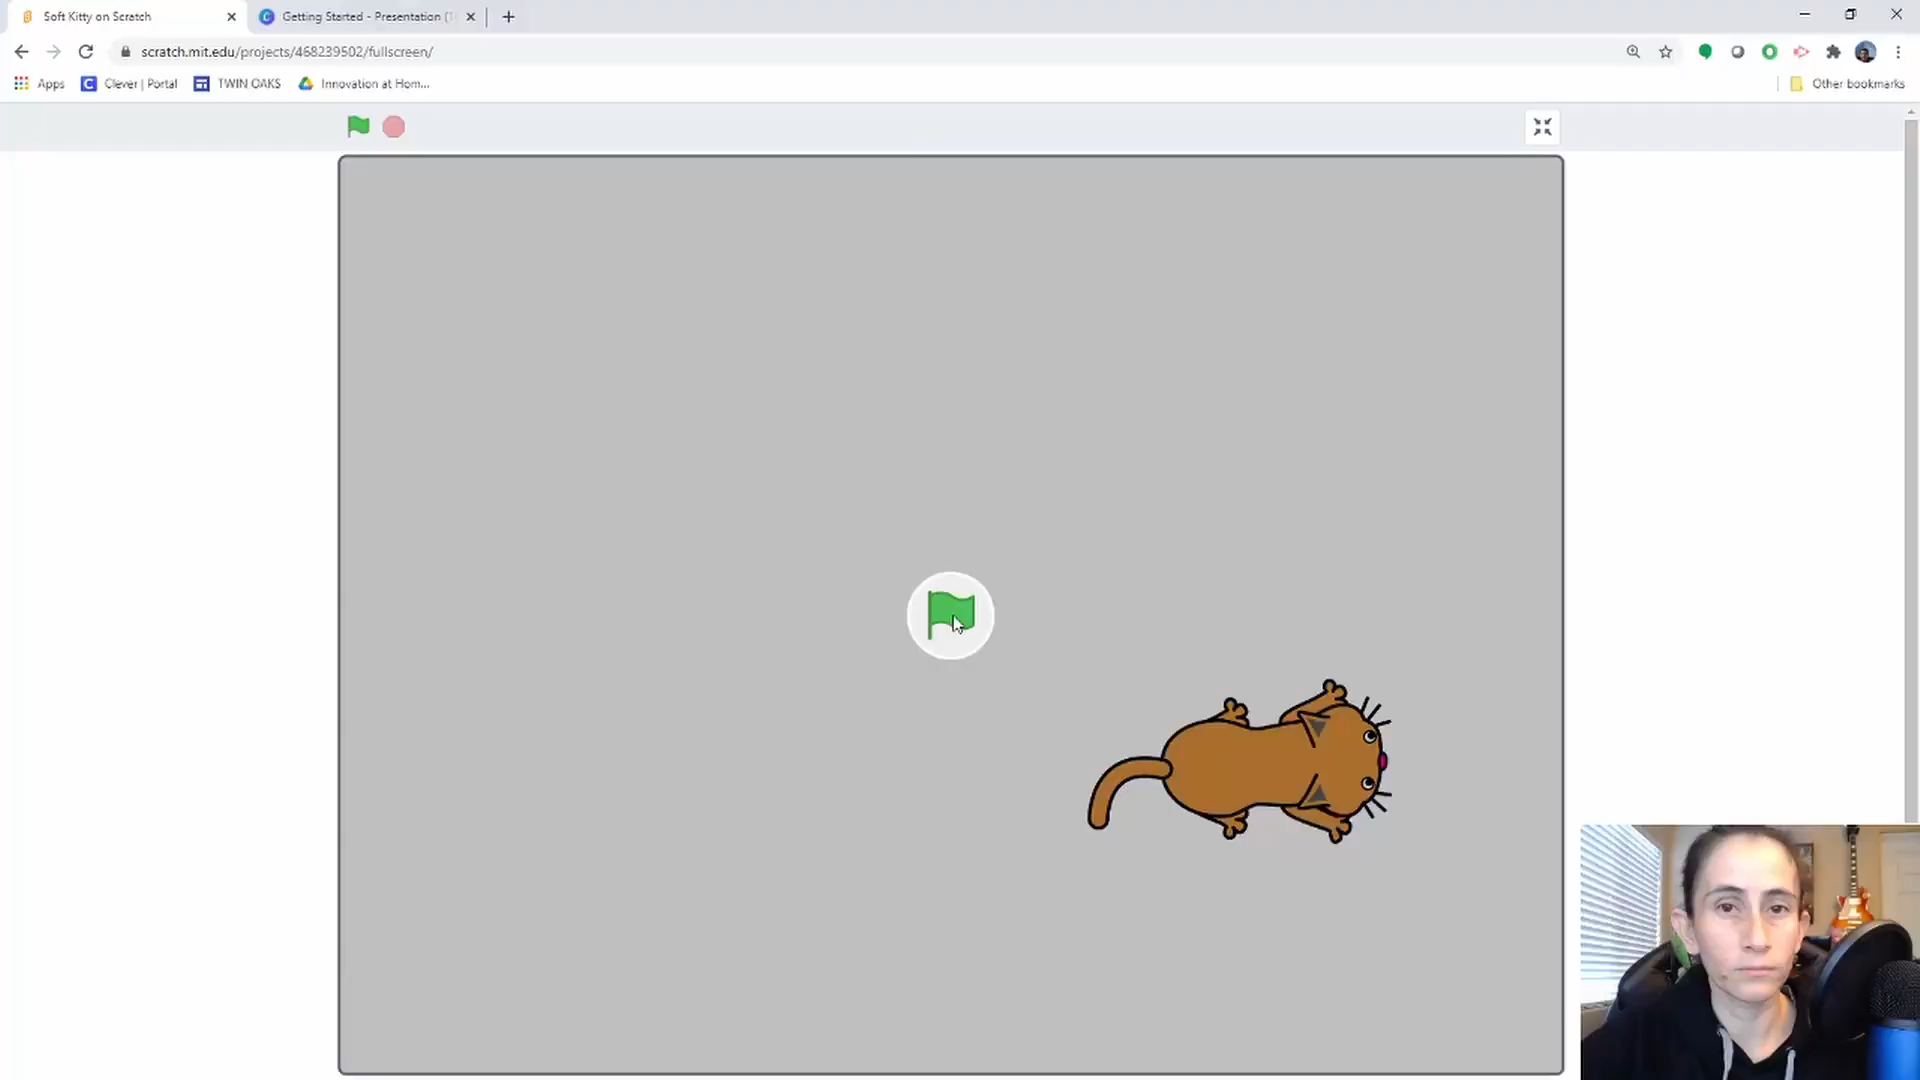 Soft Kitty on Scratch
Getting Started - Presentation (1
scratch.mit.edu/projects/468239502/fullscreen/
Apps
Clever | Portal
TWIN OAKS
Innovation at Hom...
Other bookmarks